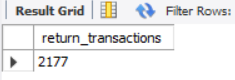 Result Grid Filter Rows:
return_transactions
2177